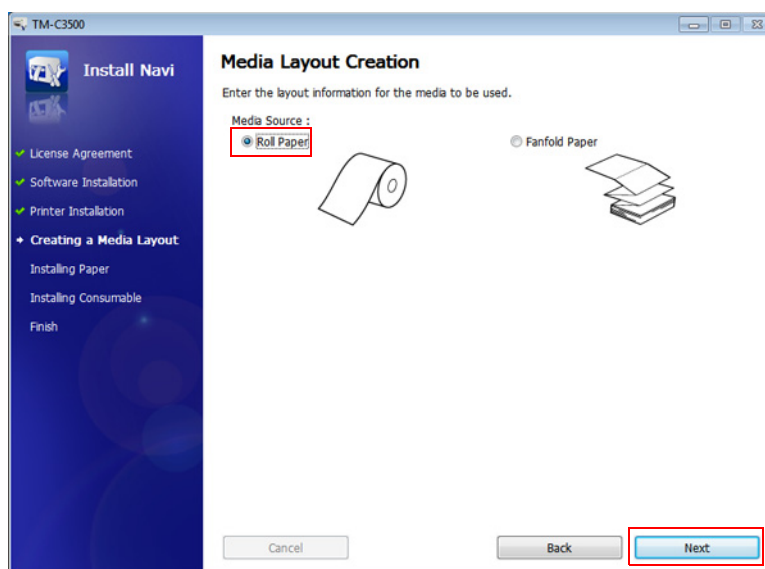 TM-C3500
Install Navi
License Agreement
Software Installation
Printer Installation
Creating a Media Layout
Installing Paper
Installing Consumable
Finish
Media Layout Creation
Enter the layout information for the media to be used.
Media Source :
Roll Paper
Fanfold Paper
Cancel
Back
Next